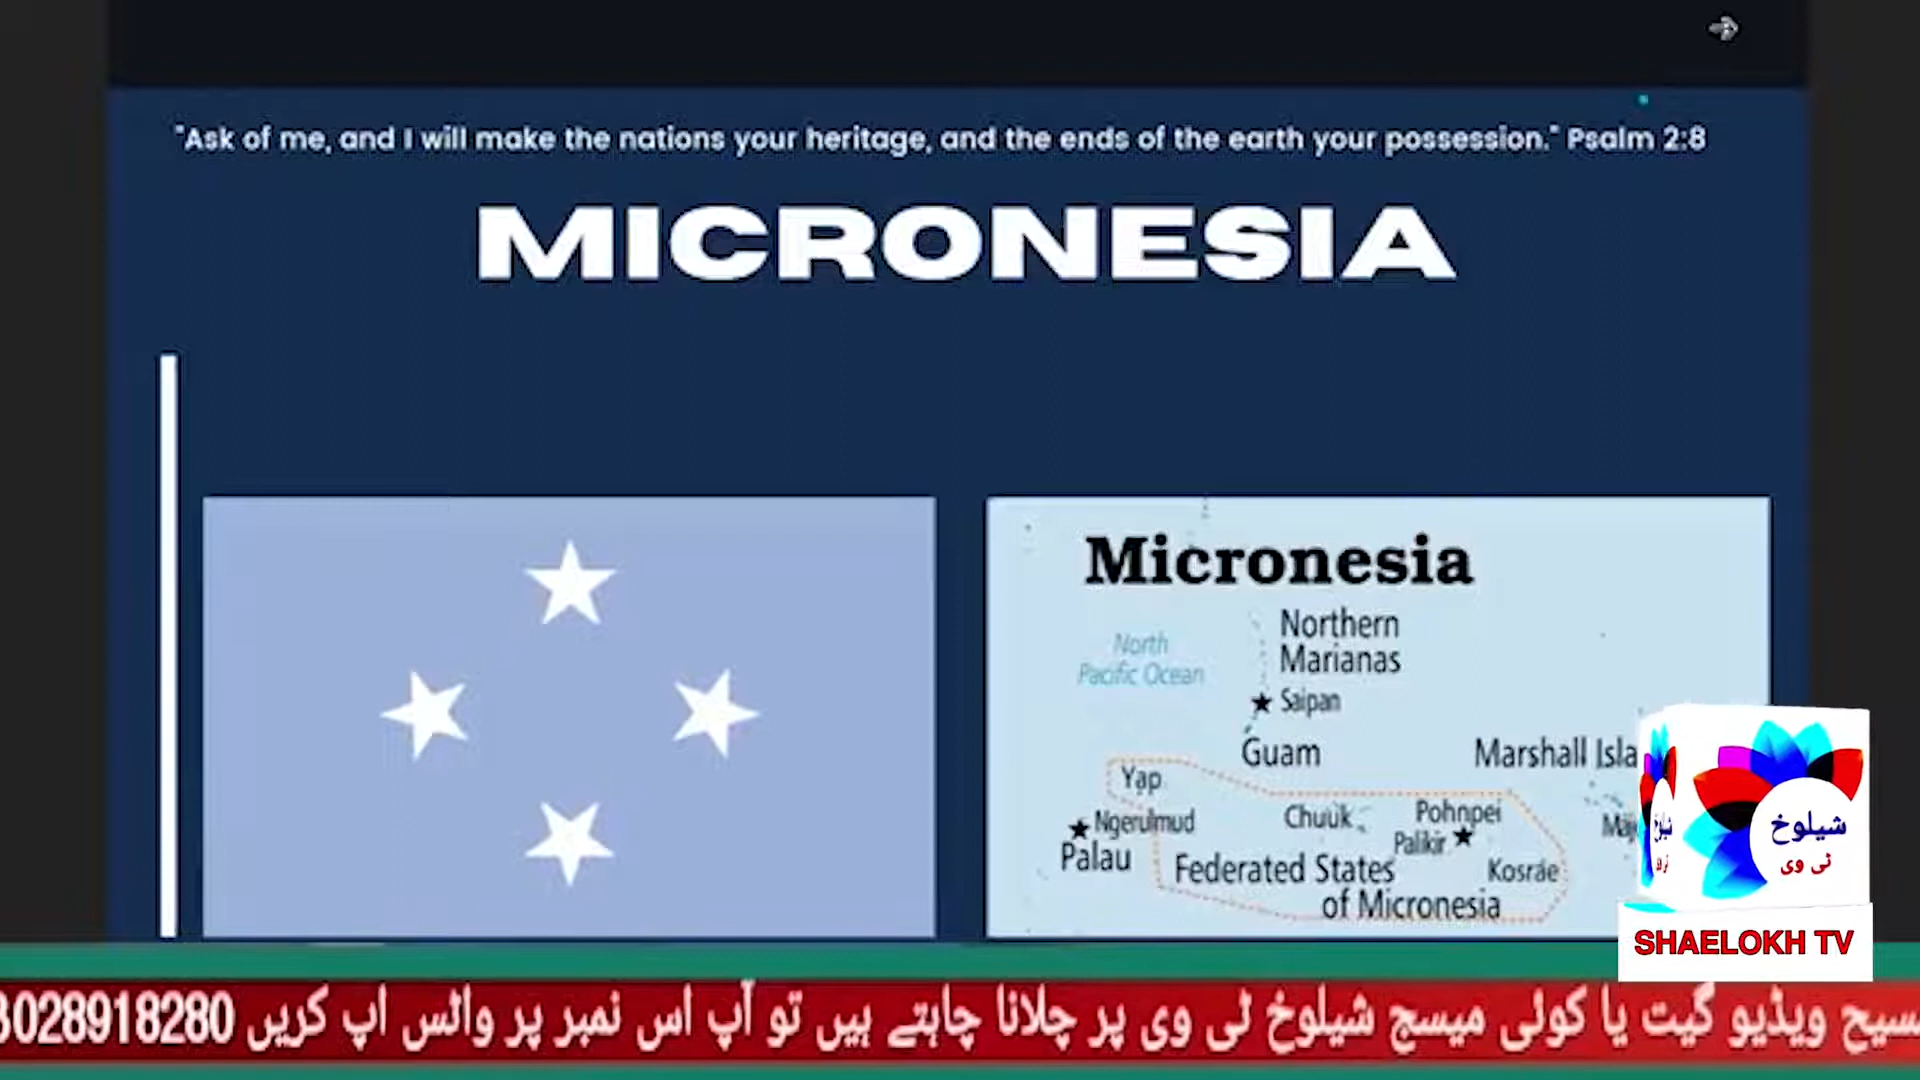 "Ask of me, and I will make the nations your heritage, and the ends of the earth your possession." Psalm 2:8
MICRONESIA
Micronesia
North
Pacific Ocean
Northern
Marianas
Saipan
Guam
Marshall Isla
Yap
Ngerulmud
Palau
Chuuk
Pohnpei
Palikir
Kosrae
Federated States
of Micronesia
شیلوخ
ٹی وی
SHAELOKH TV
ویڈیو گیت یا کوئی میسج شیلوخ ٹی وی پر چلانا چاہتے ہیں تو آپ اس نمبر پر واٹس اپ کریں 3028918280